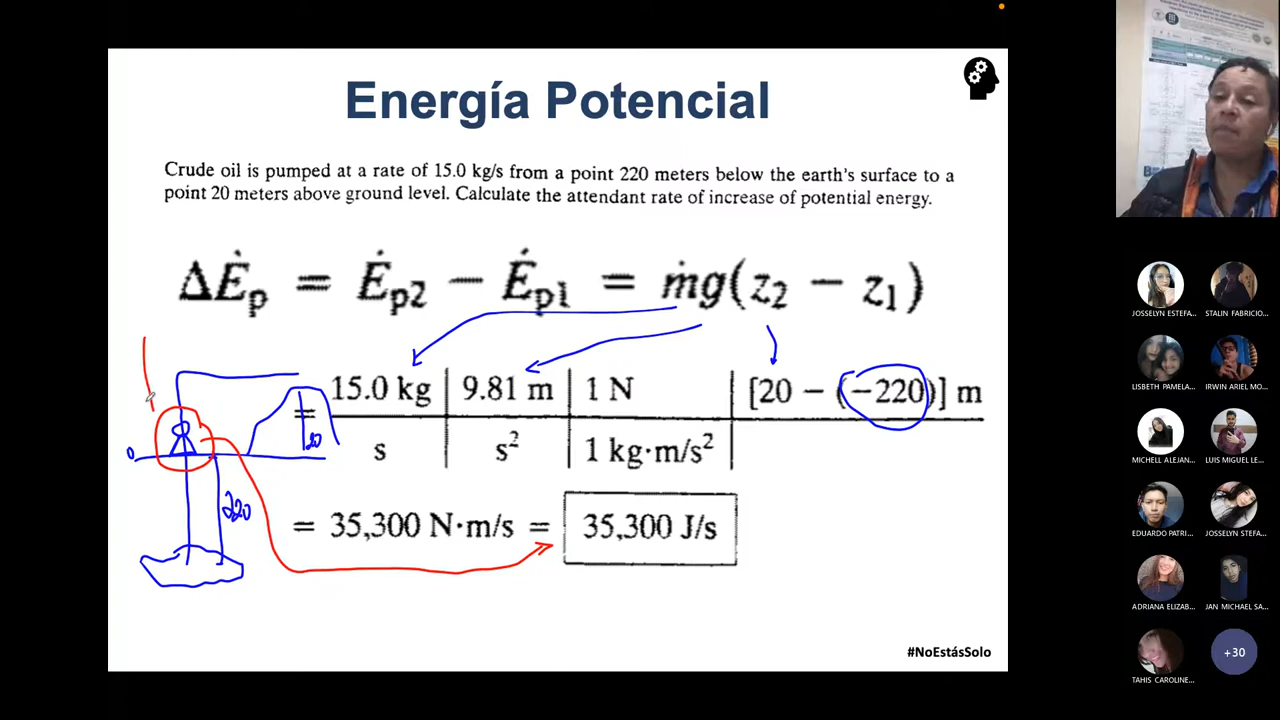 Energía Potencial
Crude oil is pumped at a rate of 15.0 kg/s from a point 220 meters below the earth's surface to a
point 20 meters above ground level. Calculate the attendant rate of increase of potential energy.
ΔĖp = Ėp2 − Ėp1 = ṁg(z2 − z1)
= 15.0 kg | 9.81 m | 1 N | [20 − (−220)] m
s | s² | 1 kg·m/s² |
0
20
220
= 35,300 N·m/s = 35,300 J/s
#NoEstásSolo
JOSSELYN ESTEFA...
STALIN FABRICIO...
LISBETH PAMELA...
IRWIN ARIEL MO...
MICHELL ALEJAN...
LUIS MIGUEL LE...
EDUARDO PATRI...
JOSSELYN STEFA...
ADRIANA ELIZAB...
JAN MICHAEL SA...
TAHIS CAROLINE...
+30